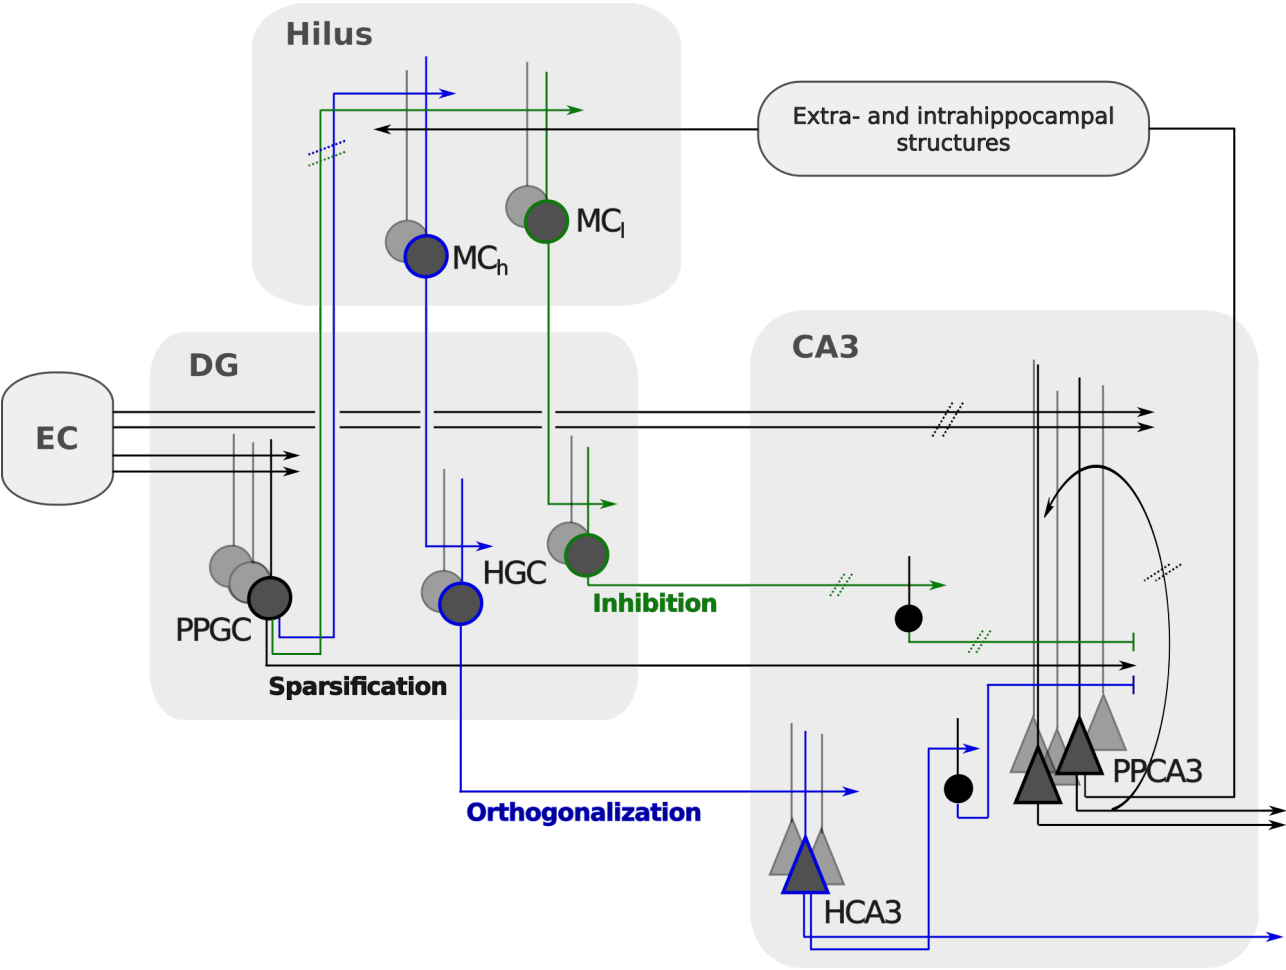 Hilus
Extra- and intrahippocampal
structures
MCl
MCh
DG
CA3
EC
HGC
Inhibition
PPGC
Sparsification
PPCA3
Orthogonalization
HCA3